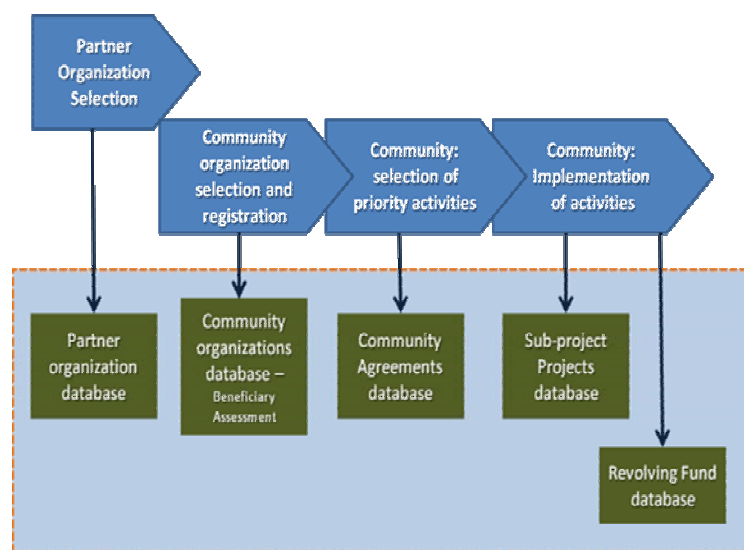 Partner
Organization
Selection
Community
organization
selection and
registration
Community:
selection of
priority activities
Community:
Implementation
of activities
Partner
organization
database
Community
organizations
database –
Beneficiary
Assessment
Community
Agreements
database
Sub-project
Projects
database
Revolving Fund
database